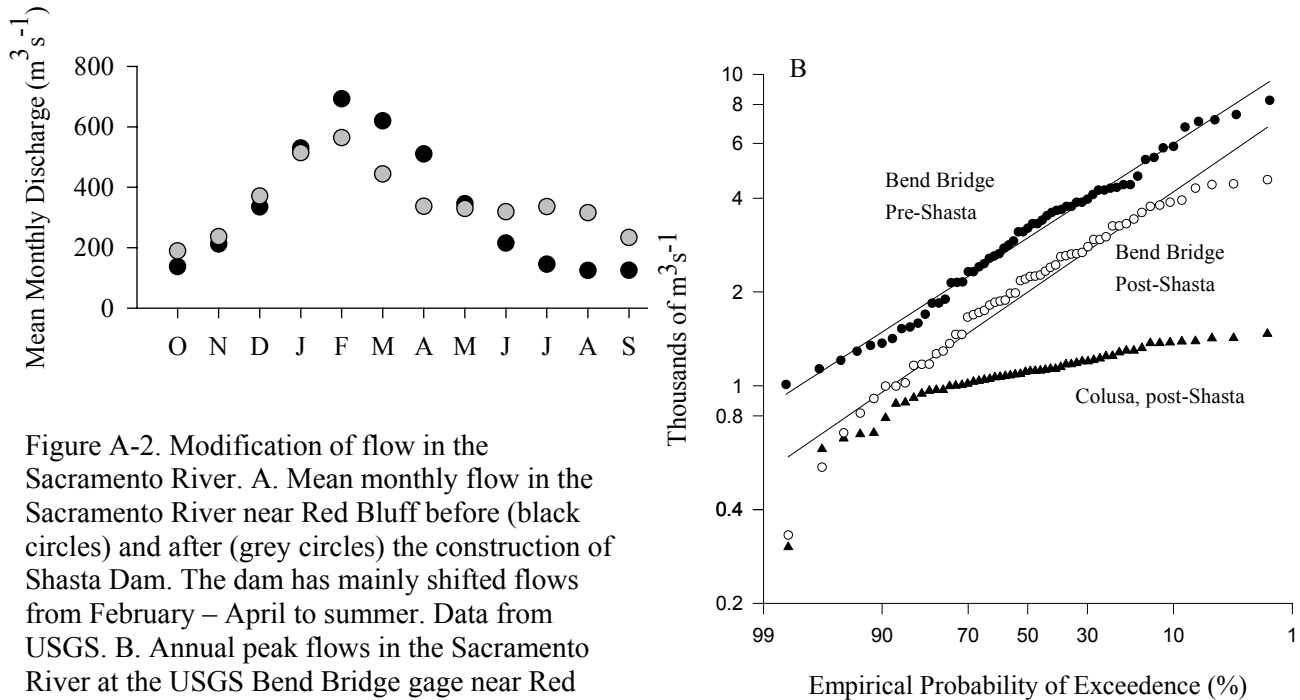 Mean Monthly Discharge (m³s⁻¹)
800
600
400
200
0
O N D J F M A M J J A S
Figure A-2. Modification of flow in the
Sacramento River. A. Mean monthly flow in the
Sacramento River near Red Bluff before (black
circles) and after (grey circles) the construction of
Shasta Dam. The dam has mainly shifted flows
from February – April to summer. Data from
USGS. B. Annual peak flows in the Sacramento
River at the USGS Bend Bridge gage near Red
B
Thousands of m³s⁻¹
10
8
6
4
2
1
0.8
0.4
0.2
Bend Bridge
Pre-Shasta
Bend Bridge
Post-Shasta
Colusa, post-Shasta
99 90 70 50 30 10 1
Empirical Probability of Exceedence (%)